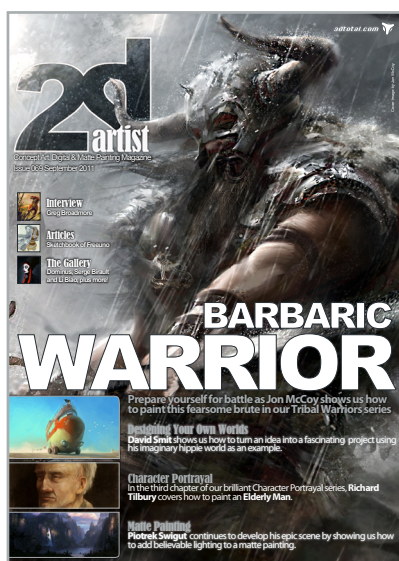 3dtotal.com
2d
artist
Concept Art, Digital & Matte Painting Magazine
Issue 069 September 2011
Interview
Greg Broadmore
Articles
Sketchbook of Freeuno
The Gallery
Dominus, Serge Birault
and Li Biao, plus more!
BARBARIC
WARRIOR
Prepare yourself for battle as Jon McCoy shows us how
to paint this fearsome brute in our Tribal Warriors series
Designing Your Own Worlds
David Smit shows us how to turn an idea into a fascinating project using
his imaginary hippie world as an example.
Character Portrayal
In the third chapter of our brilliant Character Portrayal series, Richard
Tilbury covers how to paint an Elderly Man.
Matte Painting
Piotrek Swigut continues to develop his epic scene by showing us how
to add believable lighting to a matte painting.